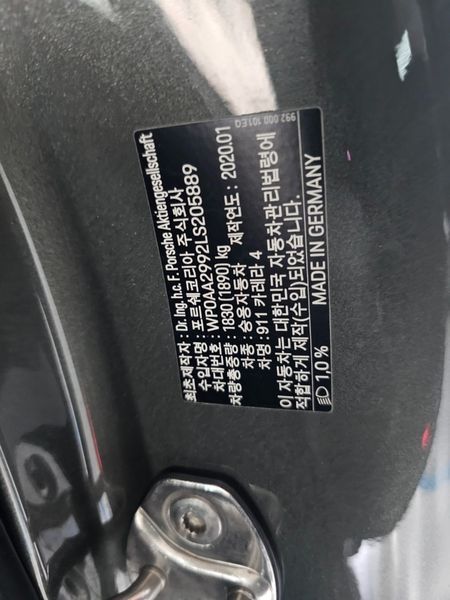 992.000.101.EQ
최초제작자 : Dr. Ing. h.c. F. Porsche Aktiengesellschaft
수입자명 : 포르쉐코리아 주식회사
차대번호 : WP0AA2992LS205889
차량총중량 : 1830 (1890) kg
차종 : 승용자동차 제작연도 : 2020.01
차명 : 911 카레라 4
이 자동차는 대한민국 자동차관리법령에
적합하게 제작(수입)되었습니다.
MADE IN GERMANY
1,0 %